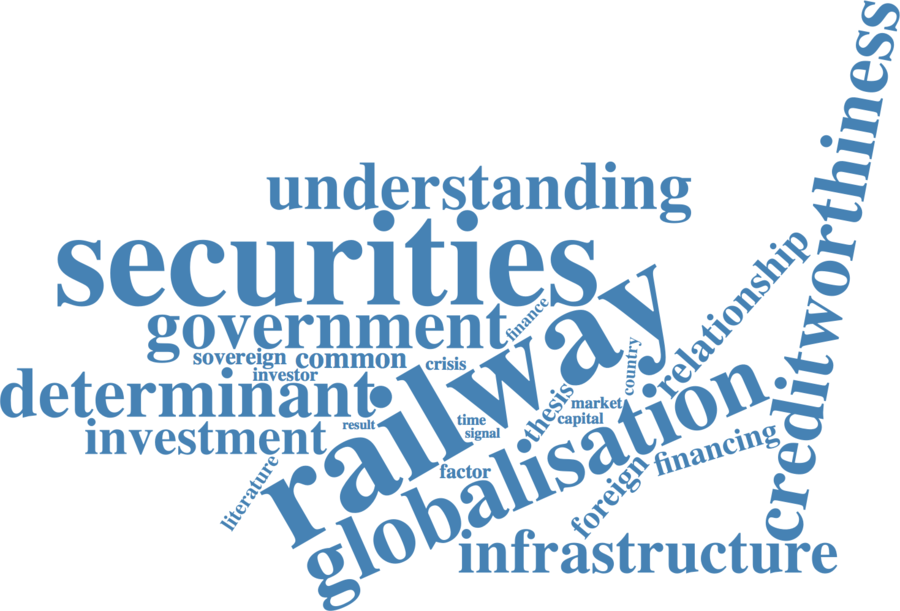 creditworthiness
understanding
securities
relationship
railway
government
finance
sovereign
common
crisis
country
investor
determinant
globalisation
thesis
market
capital
time
result
signal
investment
financing
factor
foreign
literature
infrastructure